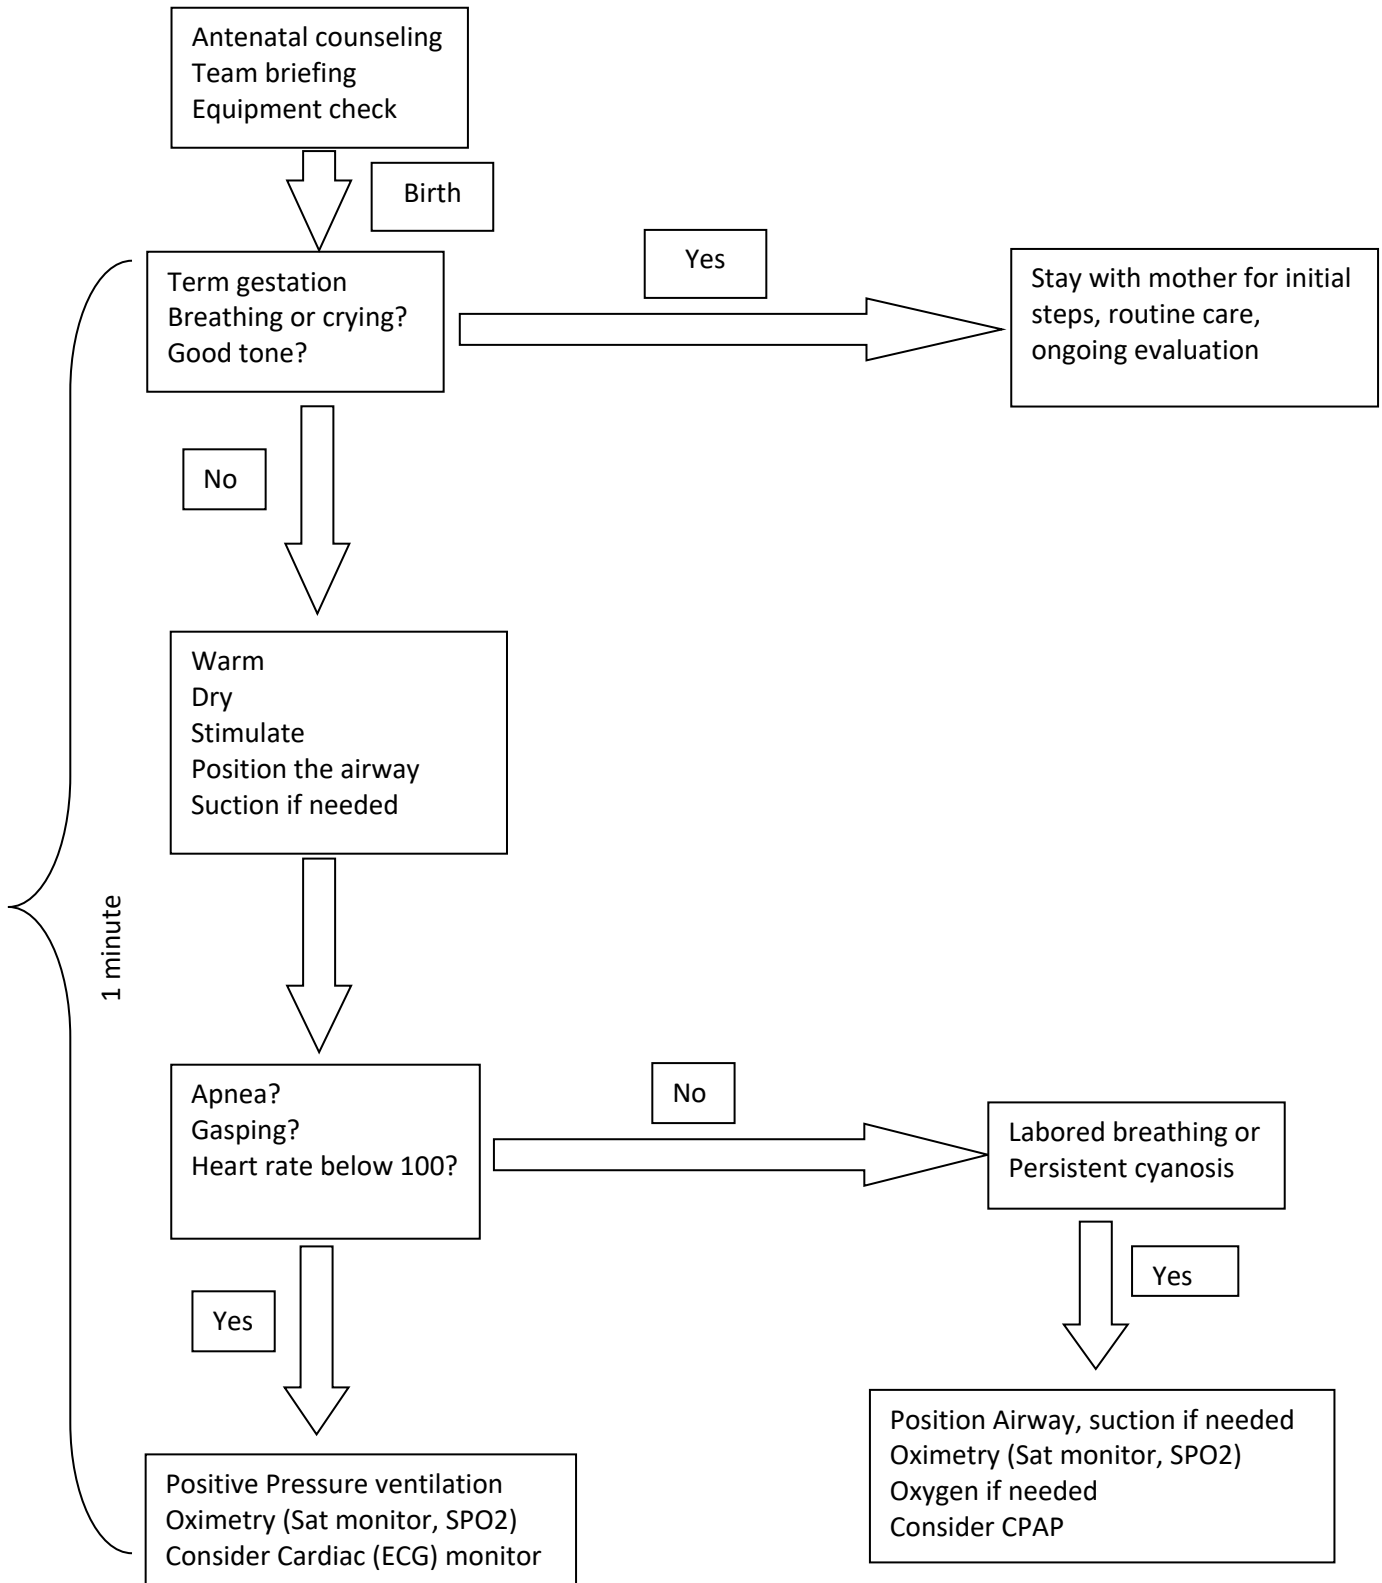 Antenatal counseling
Team briefing
Equipment check
Birth
Term gestation
Breathing or crying?
Good tone?
Yes
Stay with mother for initial
steps, routine care,
ongoing evaluation
No
Warm
Dry
Stimulate
Position the airway
Suction if needed
1 minute
Apnea?
Gasping?
Heart rate below 100?
No
Labored breathing or
Persistent cyanosis
Yes
Yes
Position Airway, suction if needed
Oximetry (Sat monitor, SPO2)
Oxygen if needed
Consider CPAP
Positive Pressure ventilation
Oximetry (Sat monitor, SPO2)
Consider Cardiac (ECG) monitor